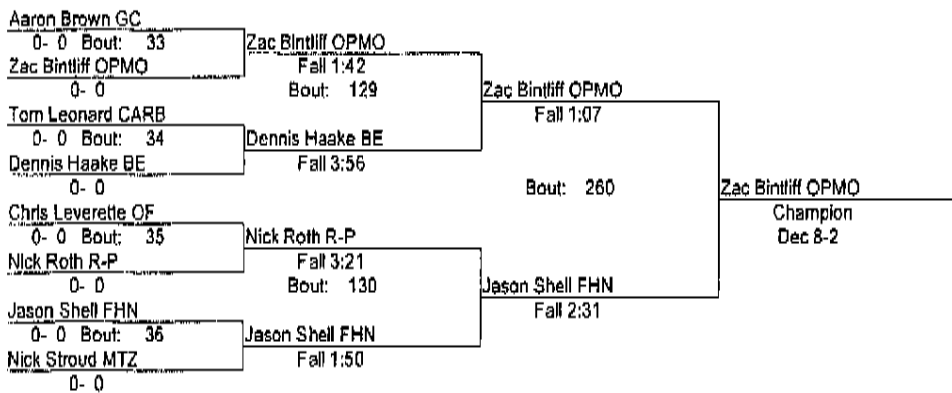 Aaron Brown GC
0- 0 Bout: 33
Zac Bintliff OPMO
0- 0
Tom Leonard CARB
0- 0 Bout: 34
Dennis Haake BE
0- 0
Chris Leverette OF
0- 0 Bout: 35
Nick Roth R-P
0- 0
Jason Shell FHN
0- 0 Bout: 36
Nick Stroud MTZ
0- 0
Zac Bintliff OPMO
Fall 1:42
Bout: 129
Dennis Haake BE
Fall 3:56
Nick Roth R-P
Fall 3:21
Bout: 130
Jason Shell FHN
Fall 1:50
Zac Bintliff OPMO
Fall 1:07
Bout: 260
Jason Shell FHN
Fall 2:31
Zac Bintliff OPMO
Champion
Dec 8-2